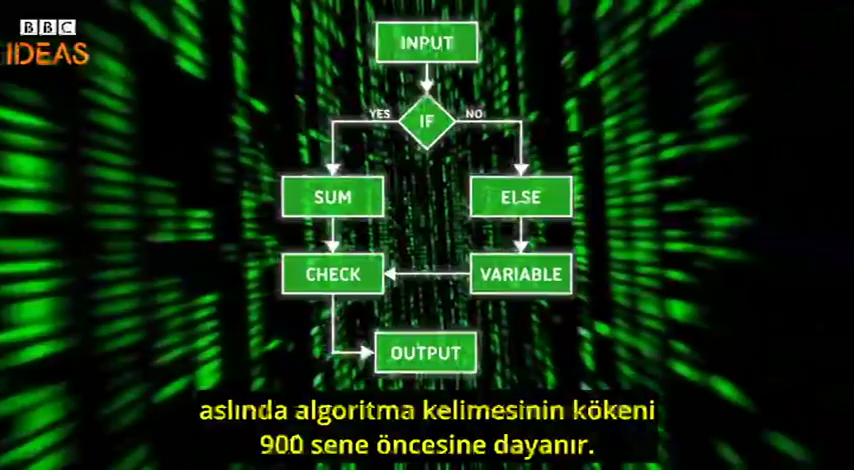 BBC
IDEAS
INPUT
YES
IF
NO
SUM
ELSE
CHECK
VARIABLE
OUTPUT
aslında algoritma kelimesinin kökeni
900 sene öncesine dayanır.